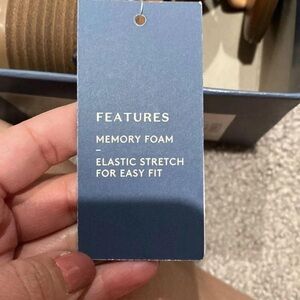 FEATURES
MEMORY FOAM
–
ELASTIC STRETCH
FOR EASY FIT